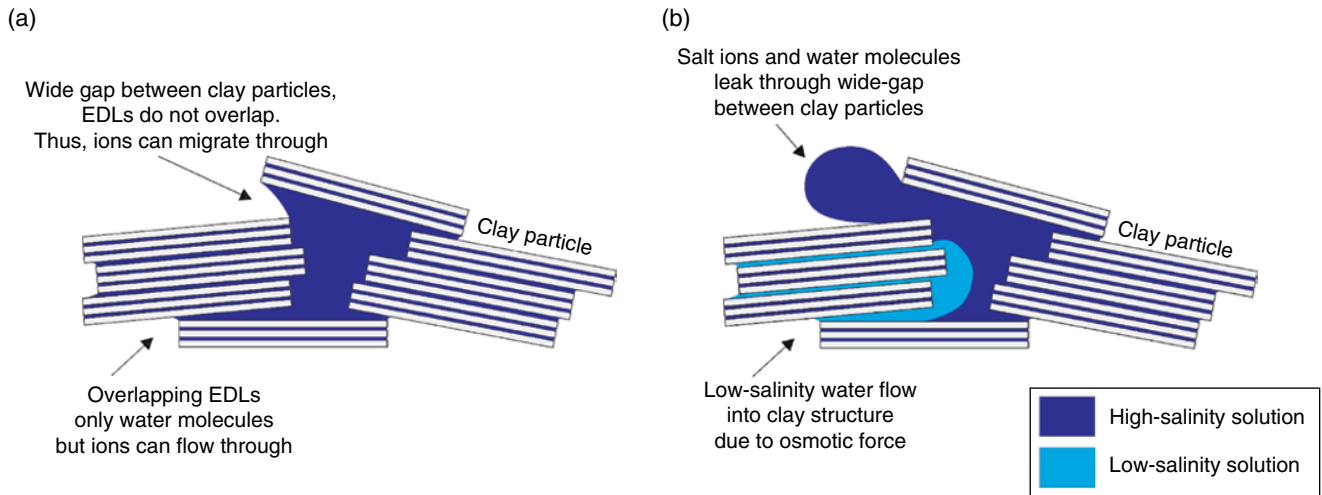 (a)
Wide gap between clay particles,
EDLs do not overlap.
Thus, ions can migrate through
Clay particle
Overlapping EDLs
only water molecules
but ions can flow through
(b)
Salt ions and water molecules
leak through wide-gap
between clay particles
Clay particle
Low-salinity water flow
into clay structure
due to osmotic force
High-salinity solution
Low-salinity solution